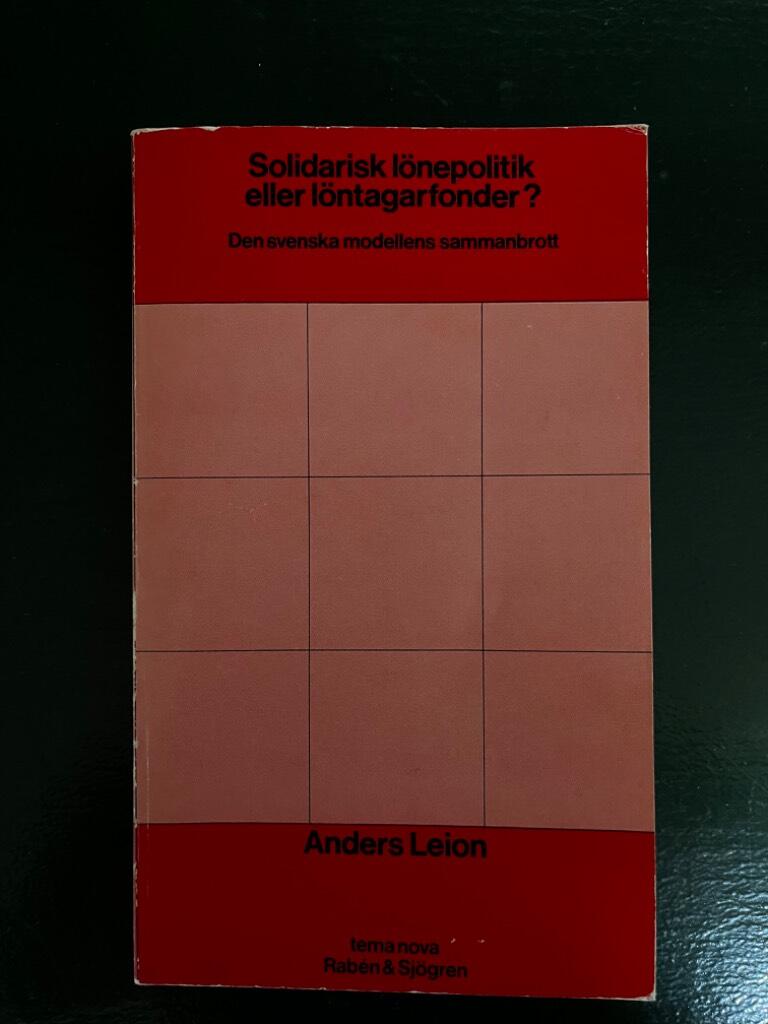 Solidarisk lönepolitik
eller löntagarfonder?
Den svenska modellens sammanbrott
Anders Leion
tema nova
Rabén & Sjögren